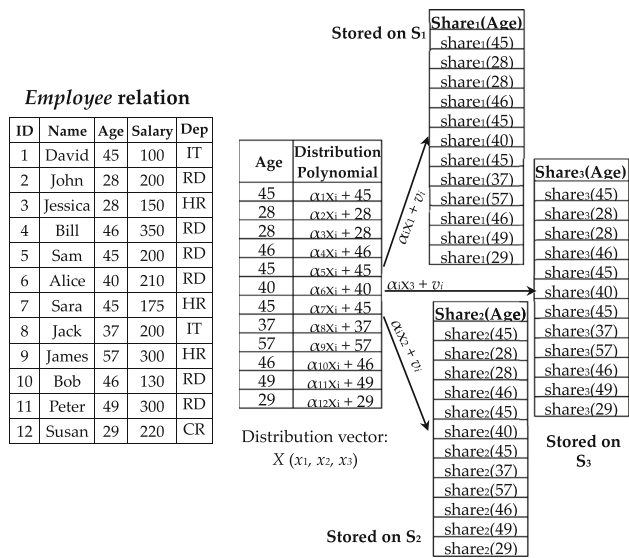 Employee relation
ID Name Age Salary Dep
1 David 45 100 IT
2 John 28 200 RD
3 Jessica 28 150 HR
4 Bill 46 350 RD
5 Sam 45 200 RD
6 Alice 40 210 RD
7 Sara 45 175 HR
8 Jack 37 200 IT
9 James 57 300 HR
10 Bob 46 130 RD
11 Peter 49 300 RD
12 Susan 29 220 CR
Age Distribution
Polynomial
45 α₁xᵢ + 45
28 α₂xᵢ + 28
28 α₃xᵢ + 28
46 α₄xᵢ + 46
45 α₅xᵢ + 45
40 α₆xᵢ + 40
45 α₇xᵢ + 45
37 α₈xᵢ + 37
57 α₉xᵢ + 57
46 α₁₀xᵢ + 46
49 α₁₁xᵢ + 49
29 α₁₂xᵢ + 29
Distribution vector:
X (x₁, x₂, x₃)
αᵢx₁ + vᵢ
αᵢx₃ + vᵢ
αᵢx₂ + vᵢ
Stored on S₁
Share₁(Age)
share₁(45)
share₁(28)
share₁(28)
share₁(46)
share₁(45)
share₁(40)
share₁(45)
share₁(37)
share₁(57)
share₁(46)
share₁(49)
share₁(29)
Share₂(Age)
share₂(45)
share₂(28)
share₂(28)
share₂(46)
share₂(45)
share₂(40)
share₂(45)
share₂(37)
share₂(57)
share₂(46)
share₂(49)
share₂(29)
Stored on S₂
Share₃(Age)
share₃(45)
share₃(28)
share₃(28)
share₃(46)
share₃(45)
share₃(40)
share₃(45)
share₃(37)
share₃(57)
share₃(46)
share₃(49)
share₃(29)
Stored on
S₃